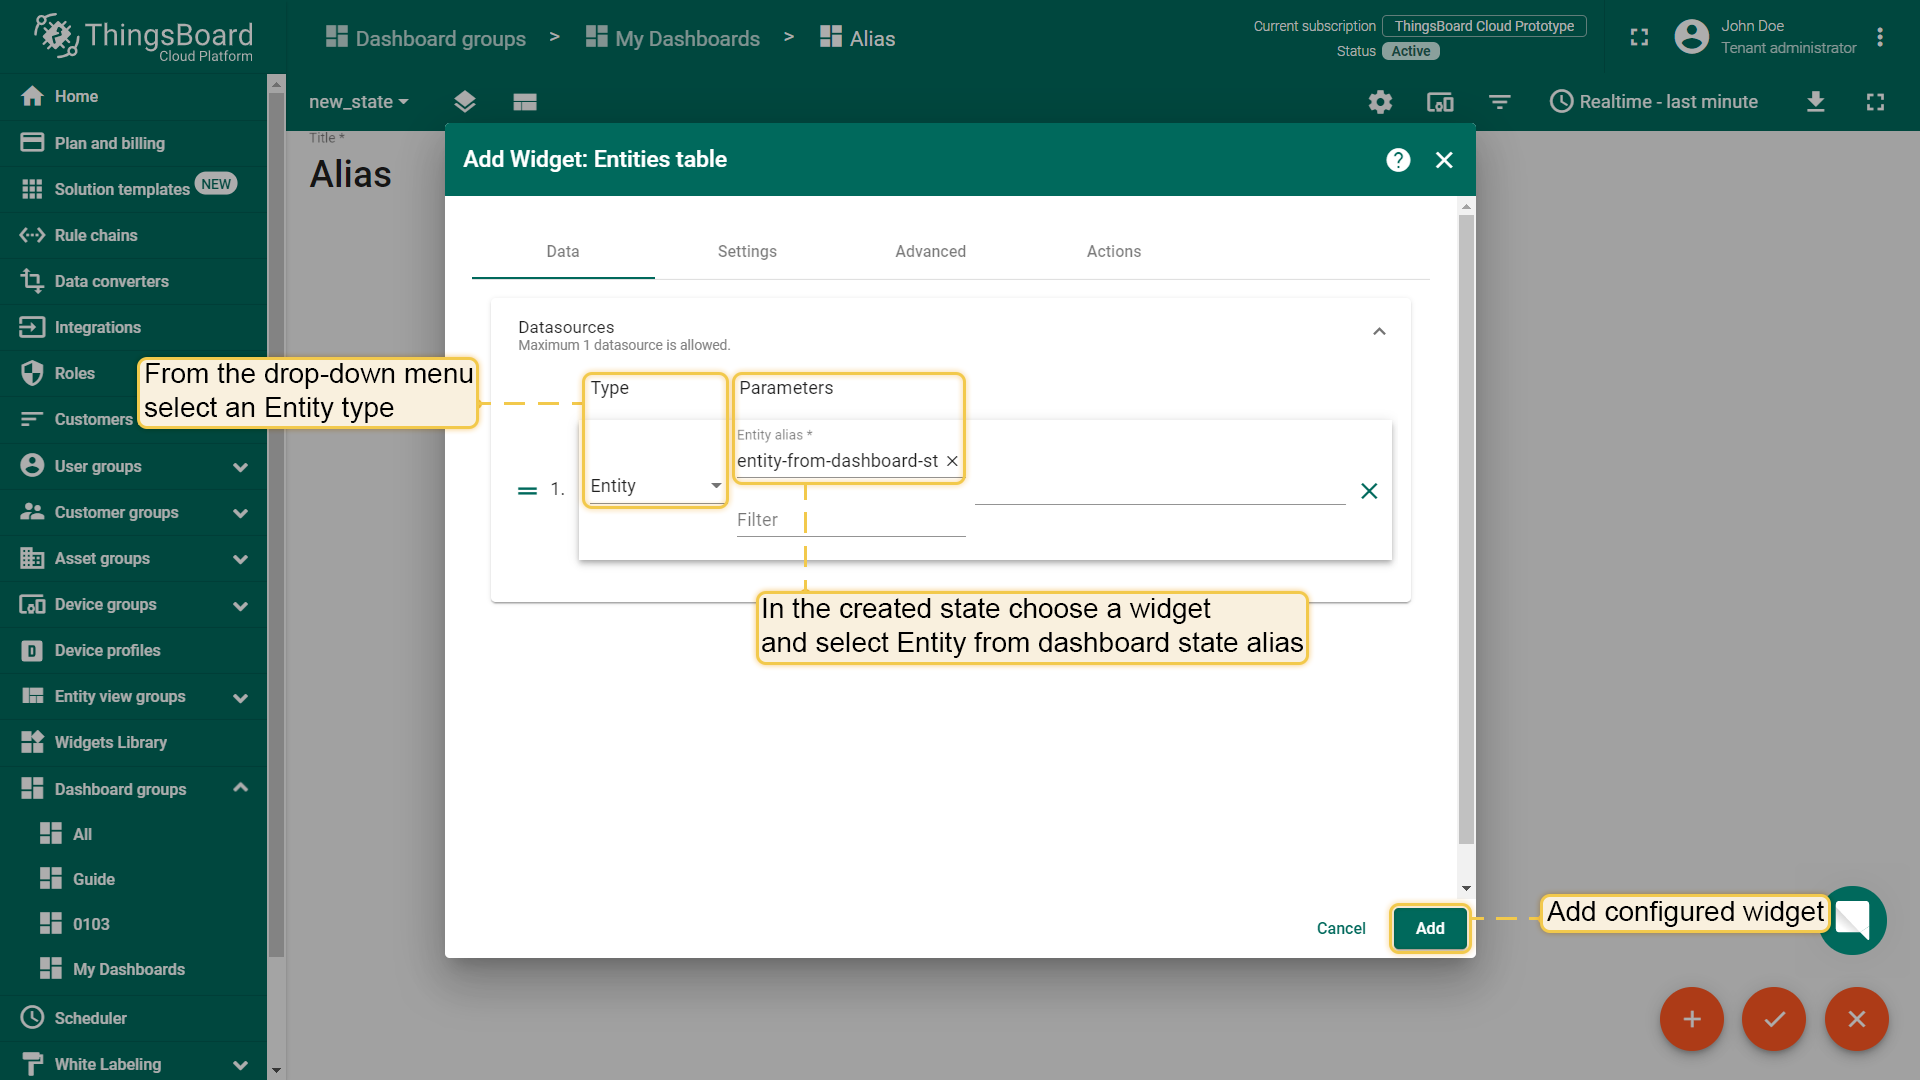 ThingsBoard
Cloud Platform
Dashboard groups > My Dashboards > Alias
Current subscription ThingsBoard Cloud Prototype
Status Active
John Doe
Tenant administrator
new_state
Realtime - last minute
Home
Plan and billing
Solution templates NEW
Rule chains
Data converters
Integrations
Roles
Customers
User groups
Customer groups
Asset groups
Device groups
Device profiles
Entity view groups
Widgets Library
Dashboard groups
All
Guide
0103
My Dashboards
Scheduler
White Labeling
Title *
Alias
Add Widget: Entities table
Data Settings Advanced Actions
Datasources
Maximum 1 datasource is allowed.
From the drop-down menu
select an Entity type
Type Parameters
Entity alias *
entity-from-dashboard-st
1. Entity
Filter
In the created state choose a widget
and select Entity from dashboard state alias
Cancel Add
Add configured widget